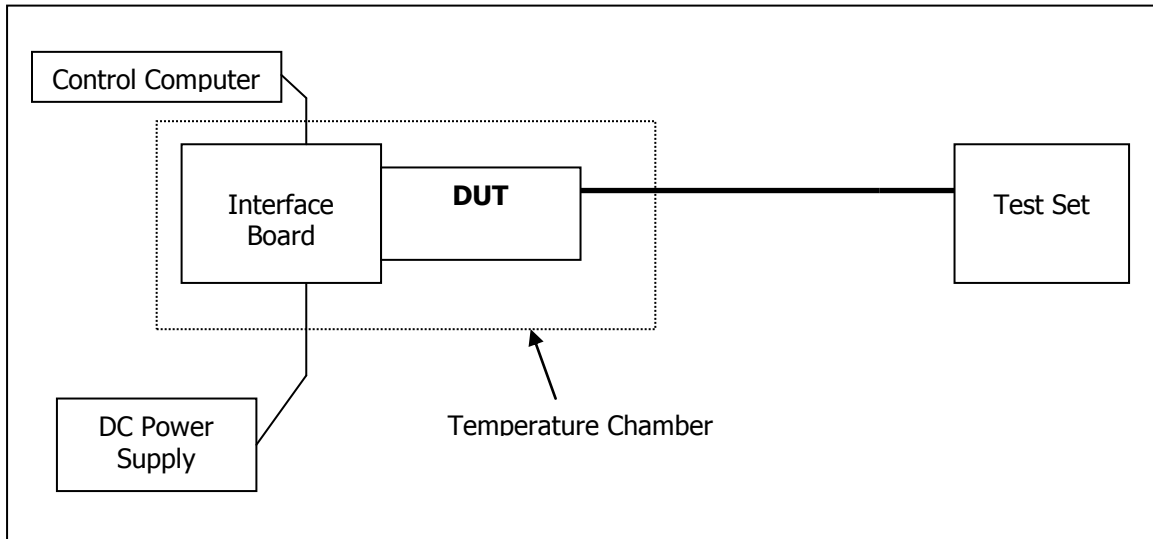 Control Computer
Interface
Board
DUT
Test Set
DC Power
Supply
Temperature Chamber